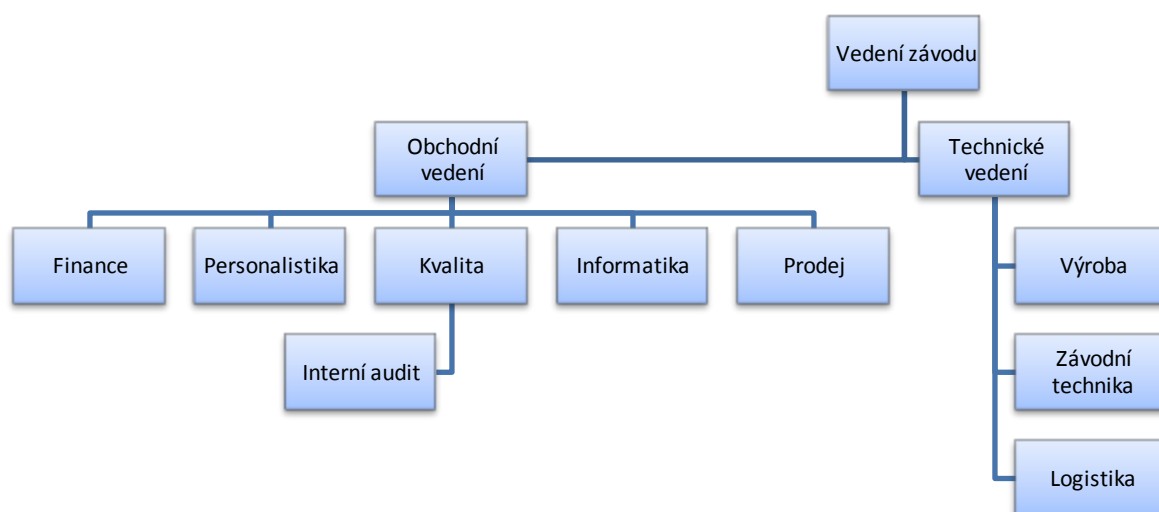 Vedení závodu
Obchodní
vedení
Technické
vedení
Finance
Personalistika
Kvalita
Informatika
Prodej
Výroba
Interní audit
Závodní
technika
Logistika